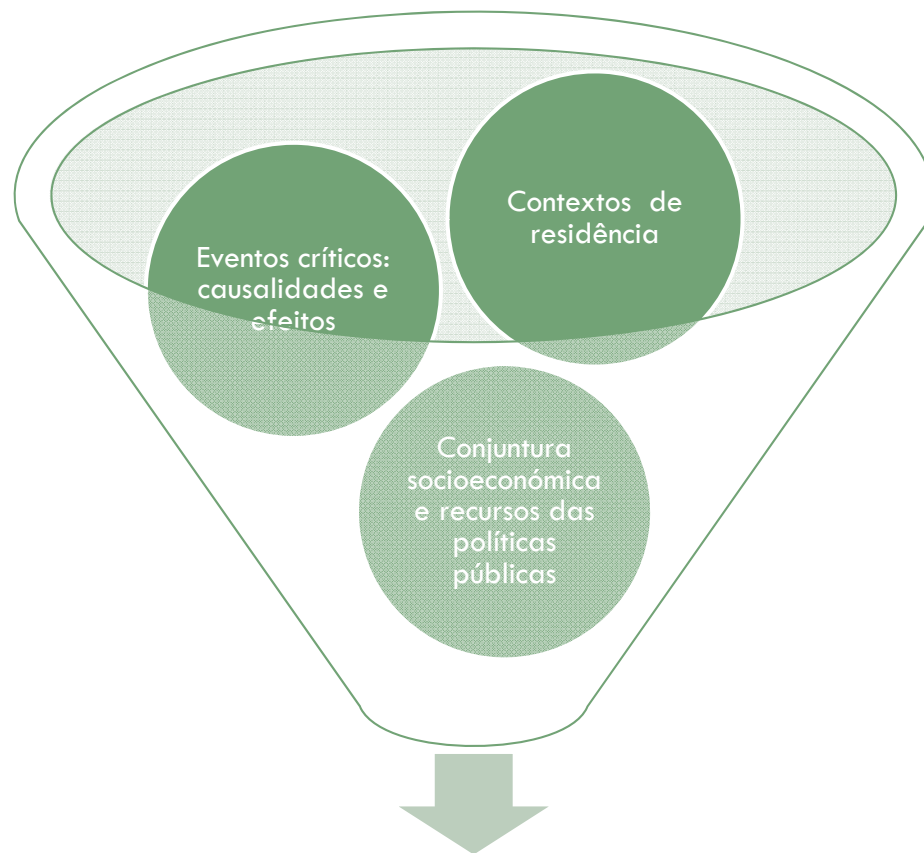 Contextos de
residência
Eventos críticos:
causalidades e
efeitos
Conjuntura
socioeconómica
e recursos das
políticas
públicas